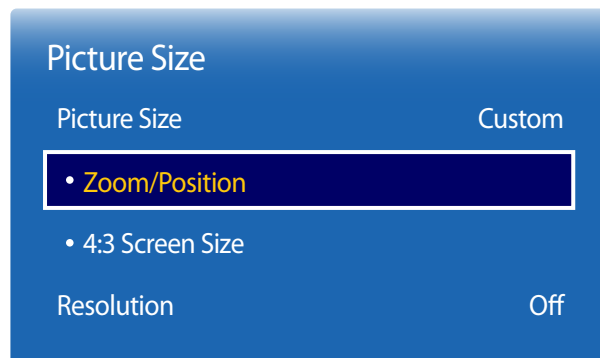 Picture Size
Picture Size Custom
• Zoom/Position
• 4:3 Screen Size
Resolution Off